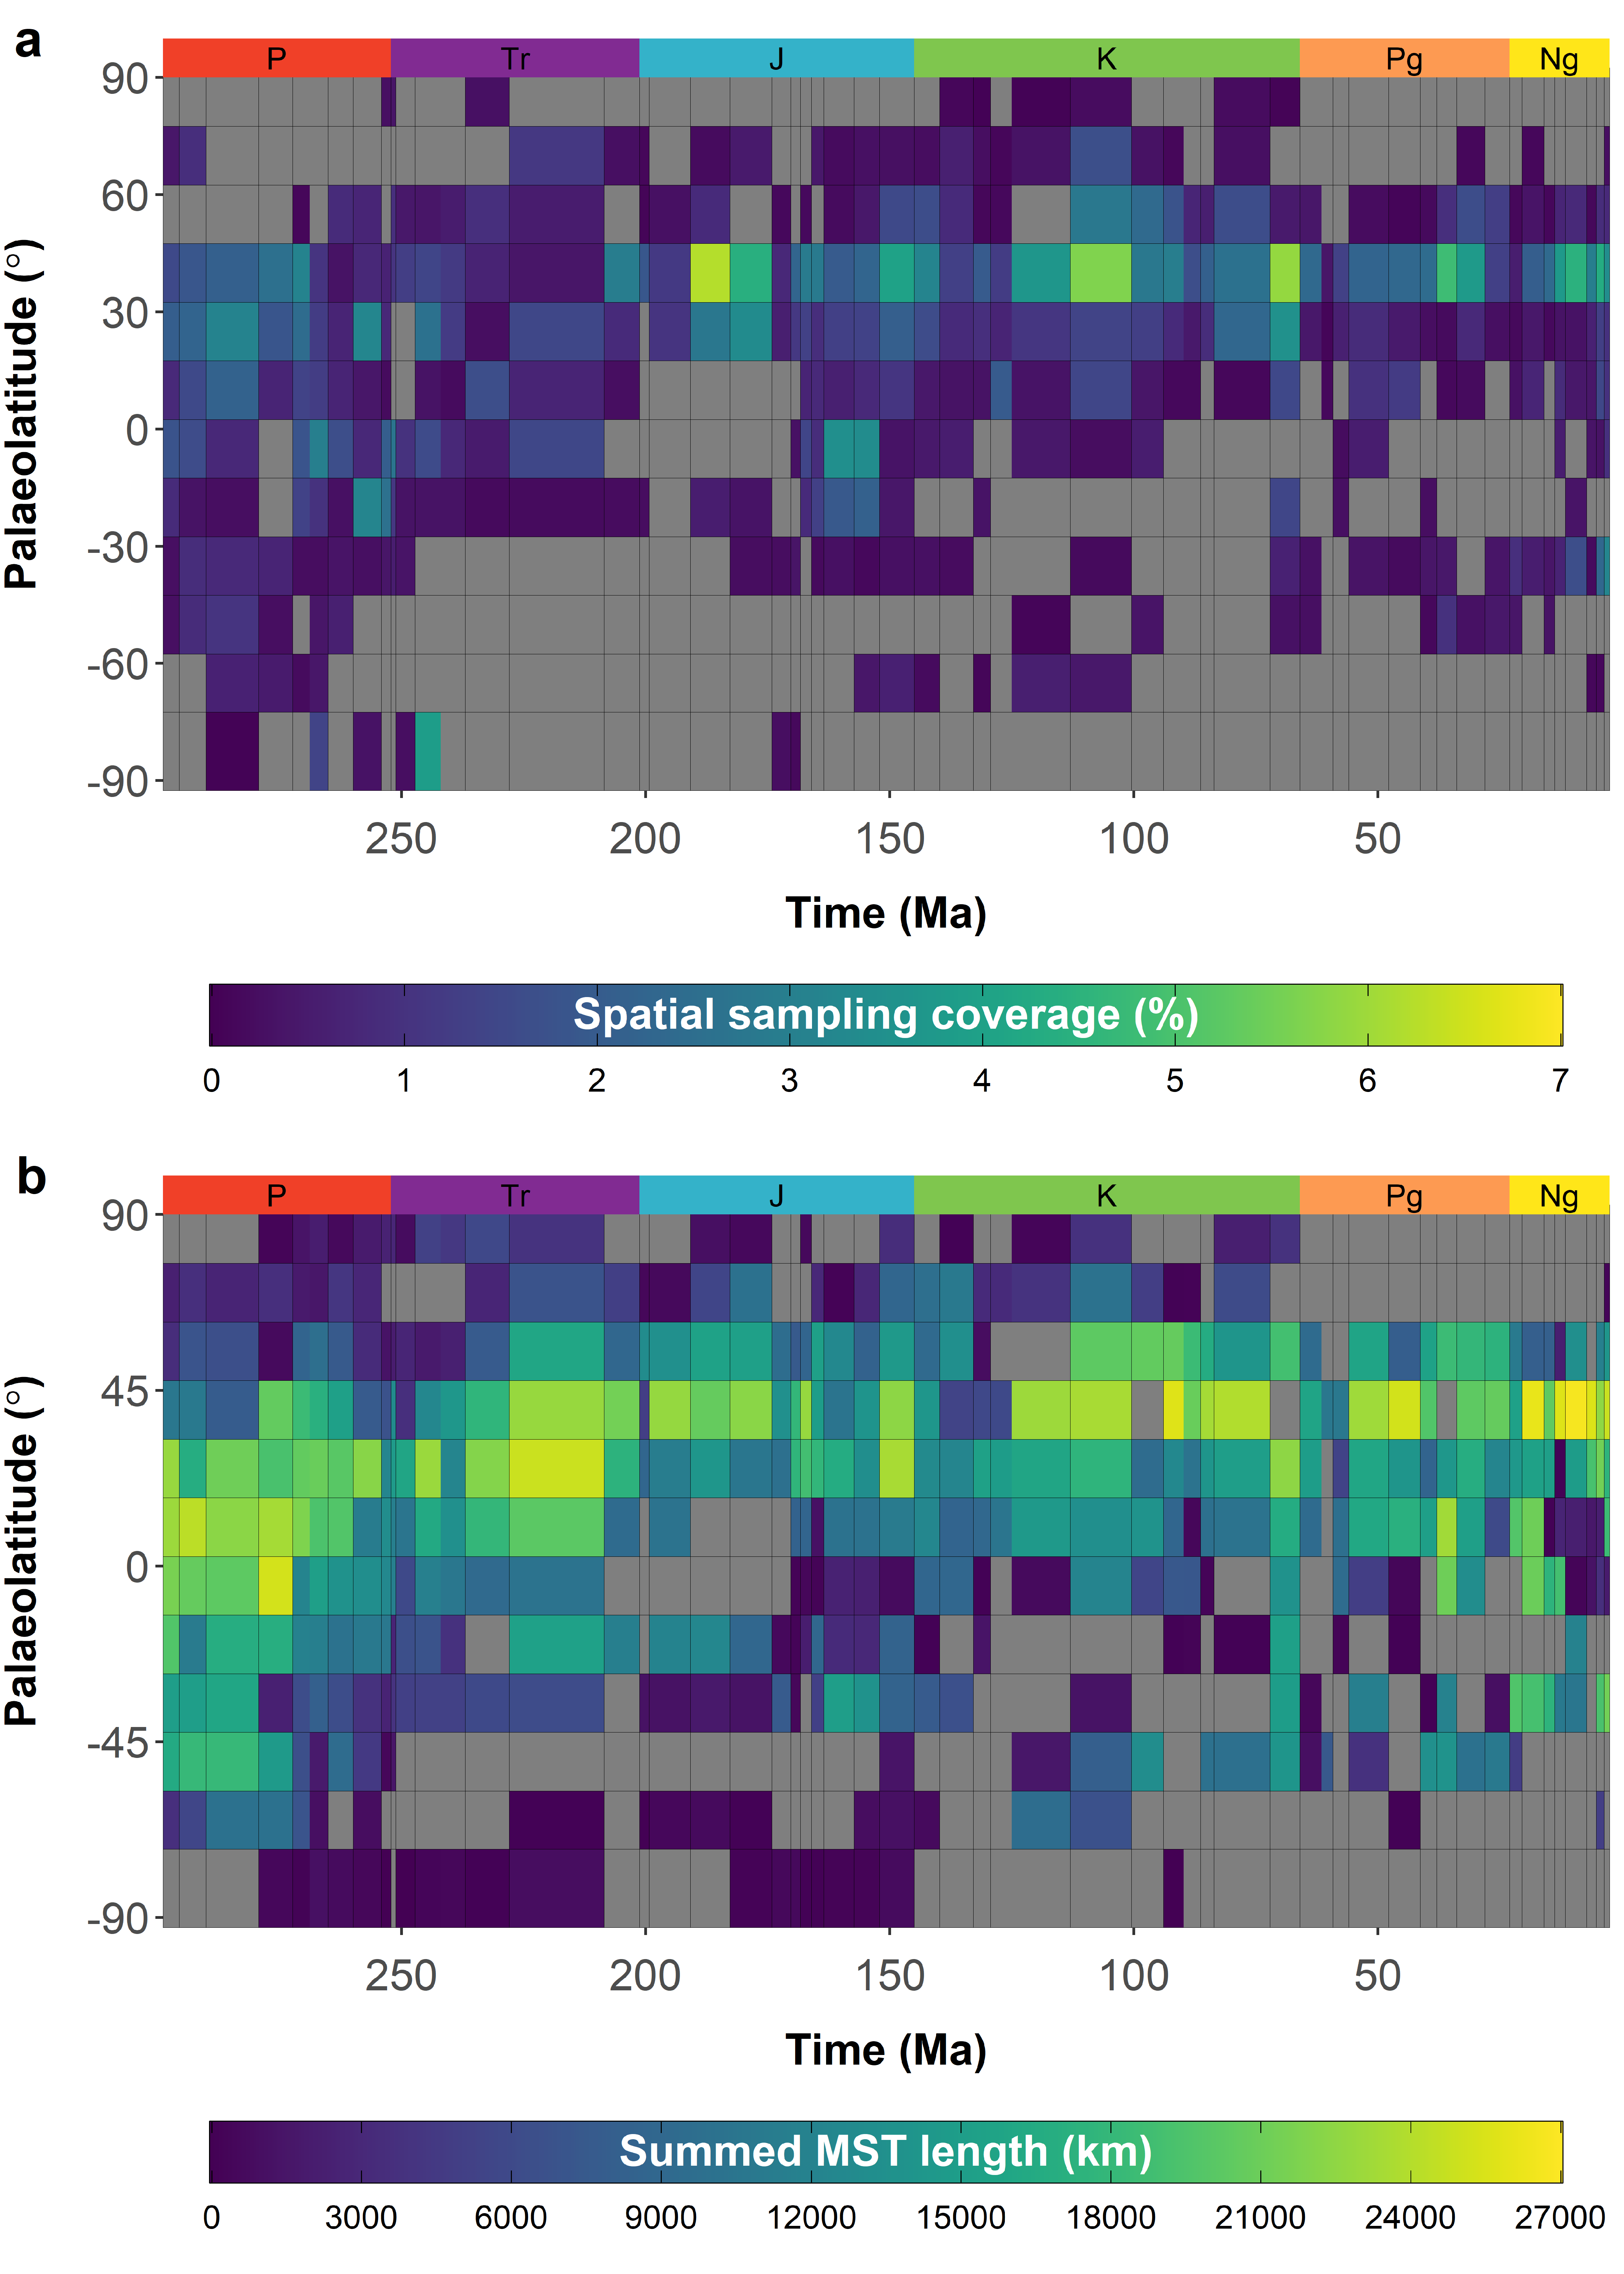 a
P Tr J K Pg Ng
90
60
30
0
-30
-60
-90
Palaeolatitude (°)
250 200 150 100 50
Time (Ma)
Spatial sampling coverage (%)
0 1 2 3 4 5 6 7
b
P Tr J K Pg Ng
90
45
0
-45
-90
Palaeolatitude (°)
250 200 150 100 50
Time (Ma)
Summed MST length (km)
0 3000 6000 9000 12000 15000 18000 21000 24000 27000